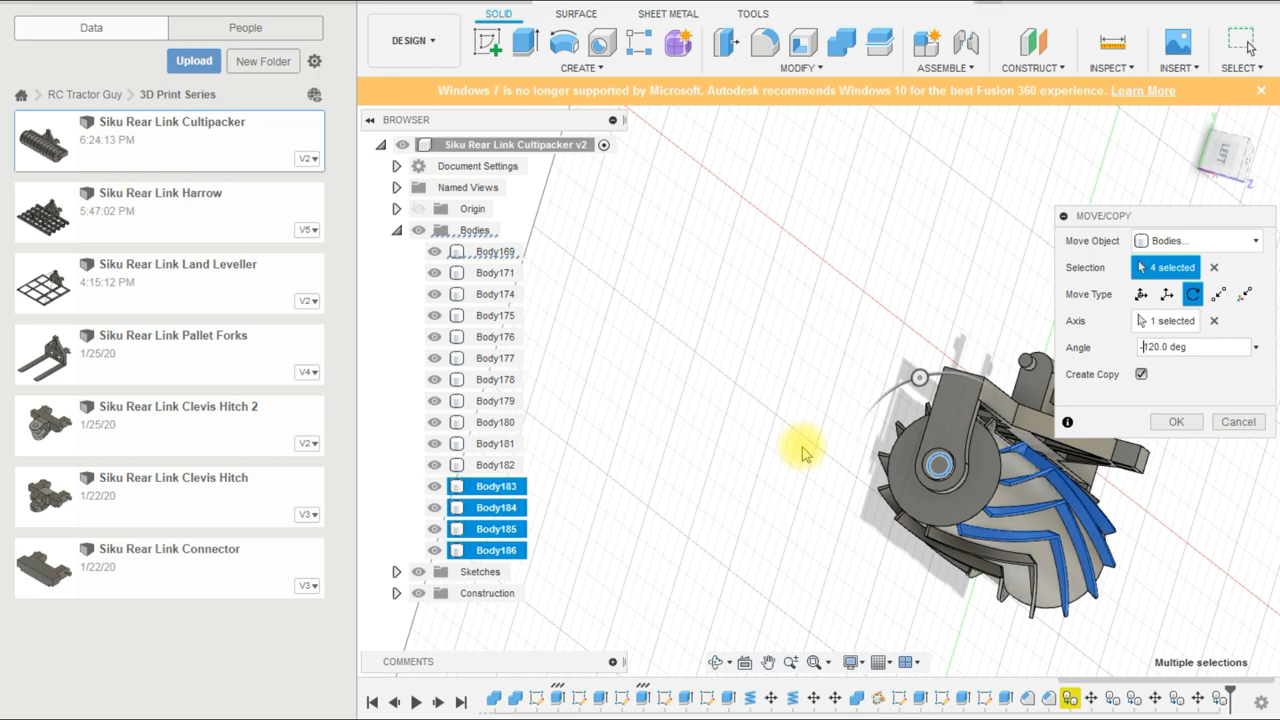 Data
People
Upload
New Folder
RC Tractor Guy > 3D Print Series
Siku Rear Link Cultipacker
6:24:13 PM
V2
Siku Rear Link Harrow
5:47:02 PM
V5
Siku Rear Link Land Leveller
4:15:12 PM
V2
Siku Rear Link Pallet Forks
1/25/20
V4
Siku Rear Link Clevis Hitch 2
1/25/20
V2
Siku Rear Link Clevis Hitch
1/22/20
V3
Siku Rear Link Connector
1/22/20
V3
SOLID
SURFACE
SHEET METAL
TOOLS
DESIGN
CREATE
MODIFY
ASSEMBLE
CONSTRUCT
INSPECT
INSERT
SELECT
Windows 7 is no longer supported by Microsoft. Autodesk recommends Windows 10 for the best Fusion 360 experience. Learn More
BROWSER
Siku Rear Link Cultipacker v2
Document Settings
Named Views
Origin
Bodies
Body169
Body171
Body174
Body175
Body176
Body177
Body178
Body179
Body180
Body181
Body182
Body183
Body184
Body185
Body186
Sketches
Construction
COMMENTS
LEFT
Z
MOVE/COPY
Move Object
Bodies...
Selection
4 selected
Move Type
Axis
1 selected
Angle
-120.0 deg
Create Copy
OK
Cancel
Multiple selections